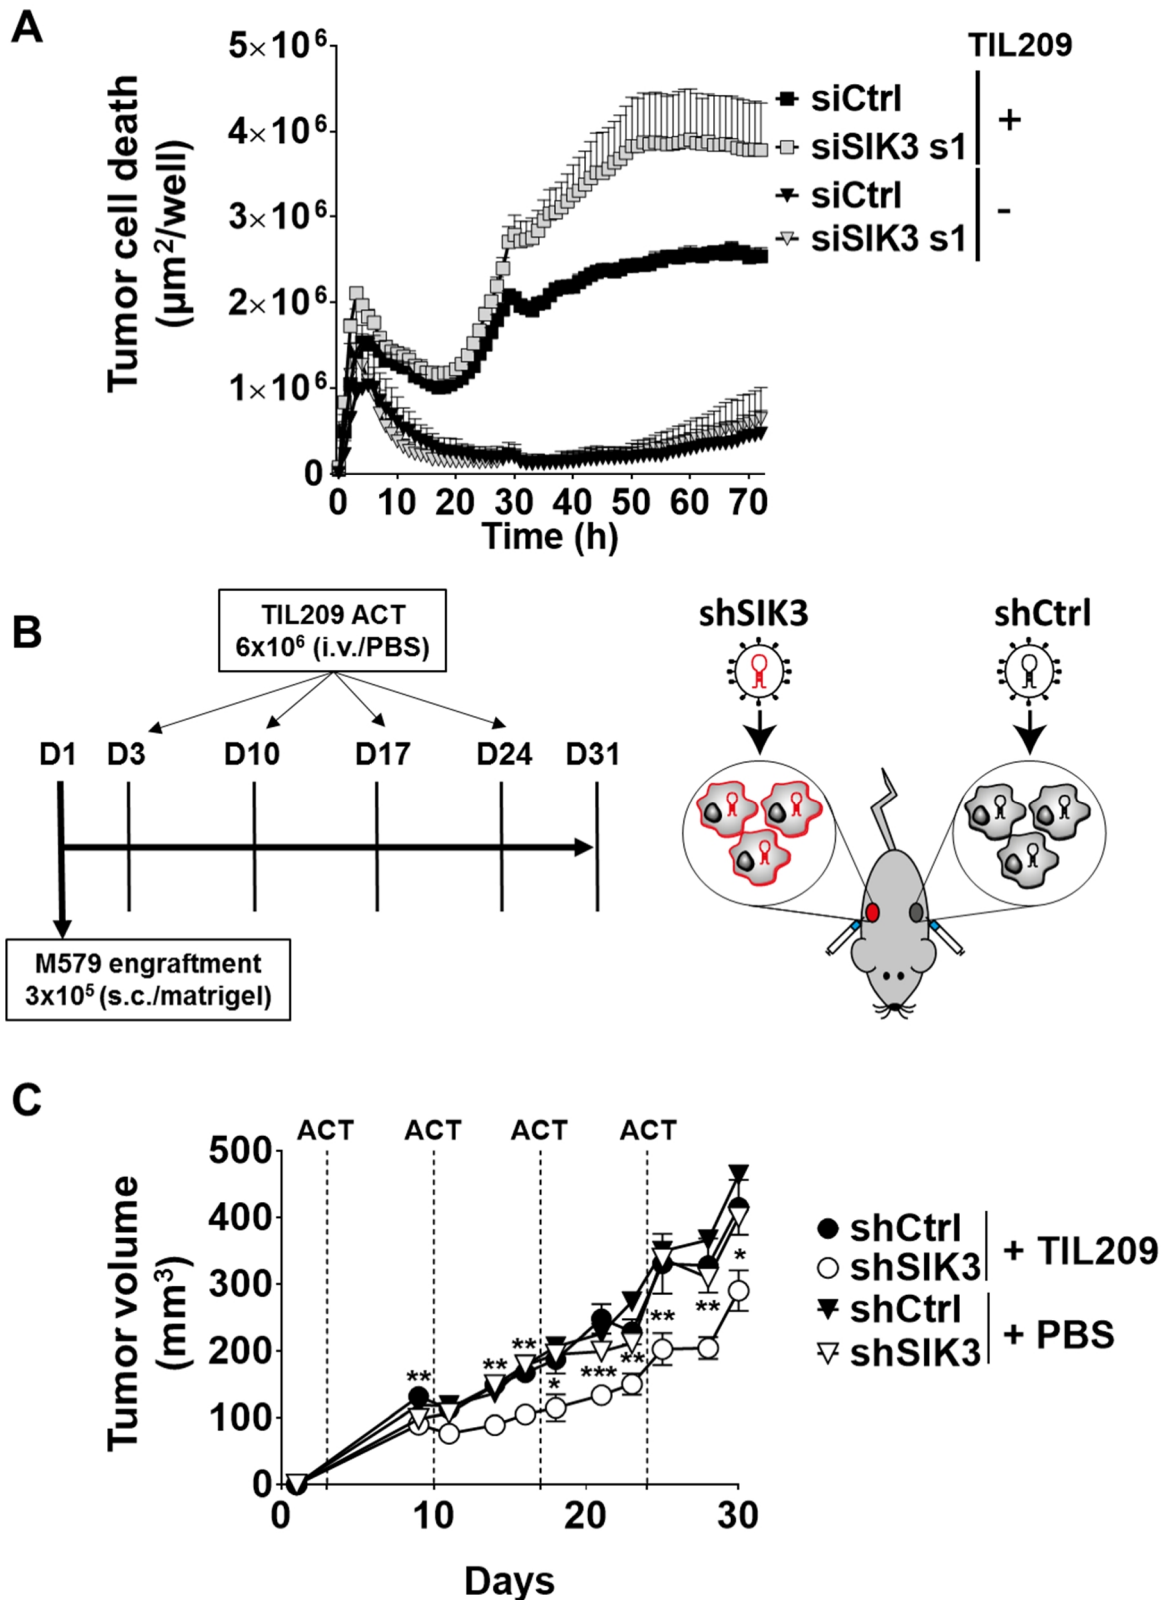 A
Tumor cell death
(µm²/well)
5×10⁶
4×10⁶
3×10⁶
2×10⁶
1×10⁶
0
0 10 20 30 40 50 60 70
Time (h)
TIL209
siCtrl
siSIK3 s1
+
siCtrl
siSIK3 s1
-
B
TIL209 ACT
6x10⁶ (i.v./PBS)
D1 D3 D10 D17 D24 D31
M579 engraftment
3x10⁵ (s.c./matrigel)
shSIK3
shCtrl
C
ACT ACT ACT ACT
Tumor volume
(mm³)
500
400
300
200
100
0
** ** ** * *** ** ** ** *
0 10 20 30
Days
shCtrl
shSIK3
+ TIL209
shCtrl
shSIK3
+ PBS